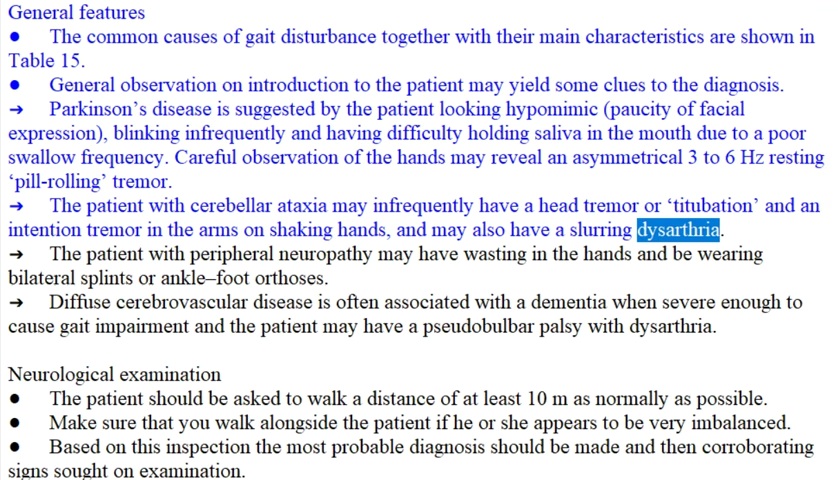 General features
● The common causes of gait disturbance together with their main characteristics are shown in
Table 15.
● General observation on introduction to the patient may yield some clues to the diagnosis.
→ Parkinson's disease is suggested by the patient looking hypomimic (paucity of facial
expression), blinking infrequently and having difficulty holding saliva in the mouth due to a poor
swallow frequency. Careful observation of the hands may reveal an asymmetrical 3 to 6 Hz resting
‘pill-rolling’ tremor.
→ The patient with cerebellar ataxia may infrequently have a head tremor or ‘titubation’ and an
intention tremor in the arms on shaking hands, and may also have a slurring dysarthria.
→ The patient with peripheral neuropathy may have wasting in the hands and be wearing
bilateral splints or ankle–foot orthoses.
→ Diffuse cerebrovascular disease is often associated with a dementia when severe enough to
cause gait impairment and the patient may have a pseudobulbar palsy with dysarthria.
Neurological examination
● The patient should be asked to walk a distance of at least 10 m as normally as possible.
● Make sure that you walk alongside the patient if he or she appears to be very imbalanced.
● Based on this inspection the most probable diagnosis should be made and then corroborating
signs sought on examination.